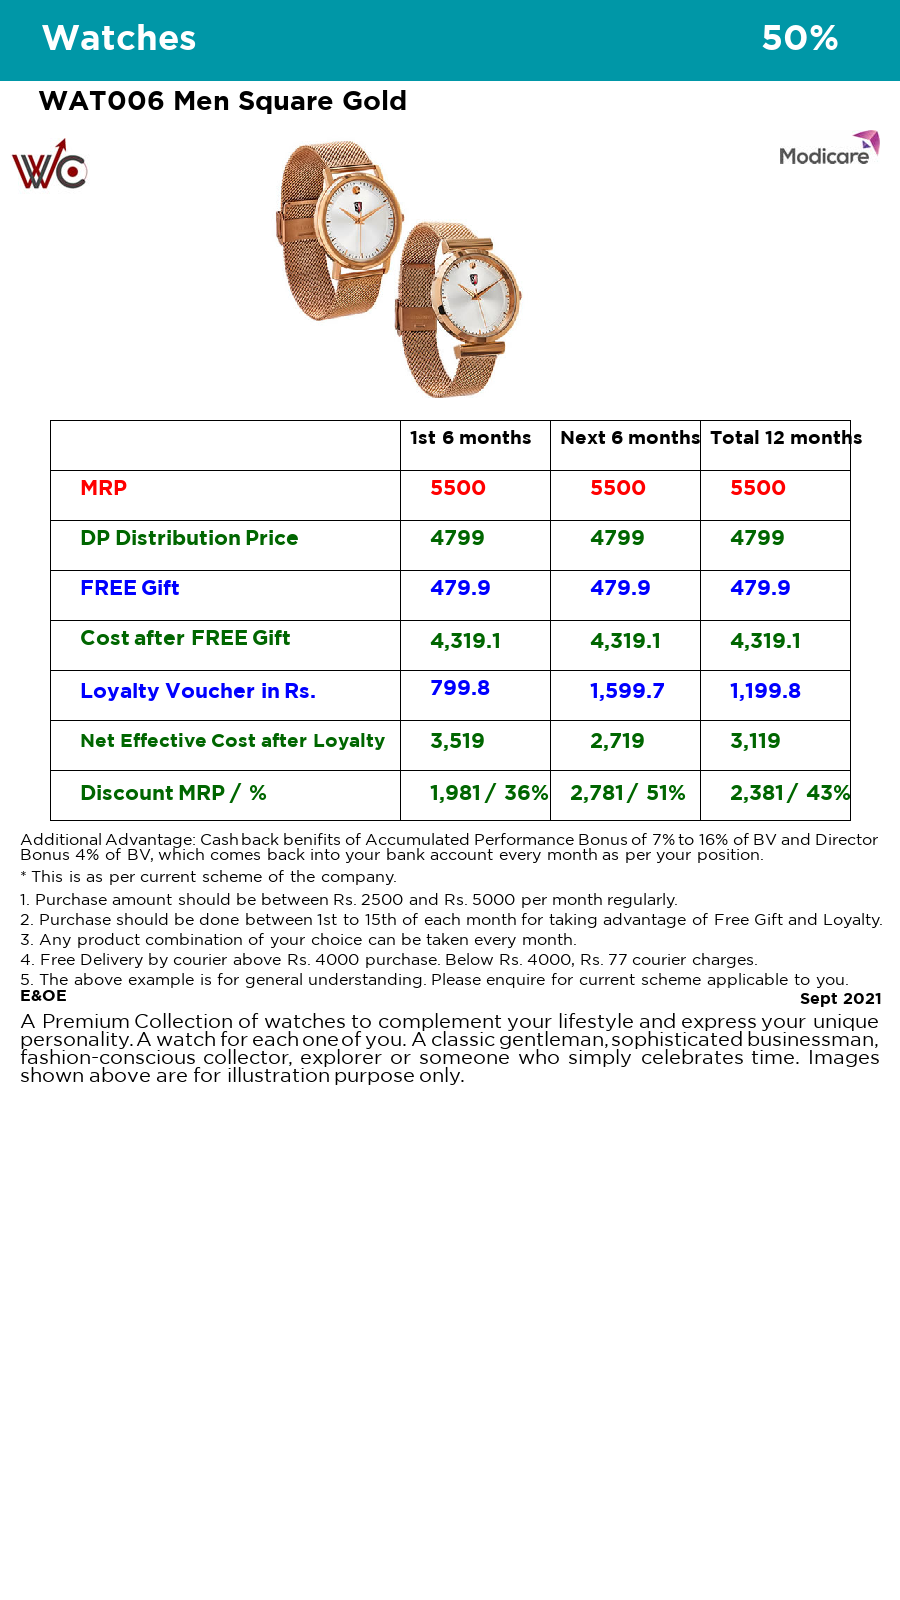 Watches 50%
WAT006 Men Square Gold
WC
Modicare
1st 6 months Next 6 months Total 12 months
MRP 5500 5500 5500
DP Distribution Price 4799 4799 4799
FREE Gift 479.9 479.9 479.9
Cost after FREE Gift 4,319.1 4,319.1 4,319.1
Loyalty Voucher in Rs. 799.8 1,599.7 1,199.8
Net Effective Cost after Loyalty 3,519 2,719 3,119
Discount MRP / % 1,981 / 36% 2,781 / 51% 2,381 / 43%
Additional Advantage: Cash back benifits of Accumulated Performance Bonus of 7% to 16% of BV and Director
Bonus 4% of BV, which comes back into your bank account every month as per your position.
* This is as per current scheme of the company.
1. Purchase amount should be between Rs. 2500 and Rs. 5000 per month regularly.
2. Purchase should be done between 1st to 15th of each month for taking advantage of Free Gift and Loyalty.
3. Any product combination of your choice can be taken every month.
4. Free Delivery by courier above Rs. 4000 purchase. Below Rs. 4000, Rs. 77 courier charges.
5. The above example is for general understanding. Please enquire for current scheme applicable to you.
E&OE Sept 2021
A Premium Collection of watches to complement your lifestyle and express your unique
personality. A watch for each one of you. A classic gentleman, sophisticated businessman,
fashion-conscious collector, explorer or someone who simply celebrates time. Images
shown above are for illustration purpose only.